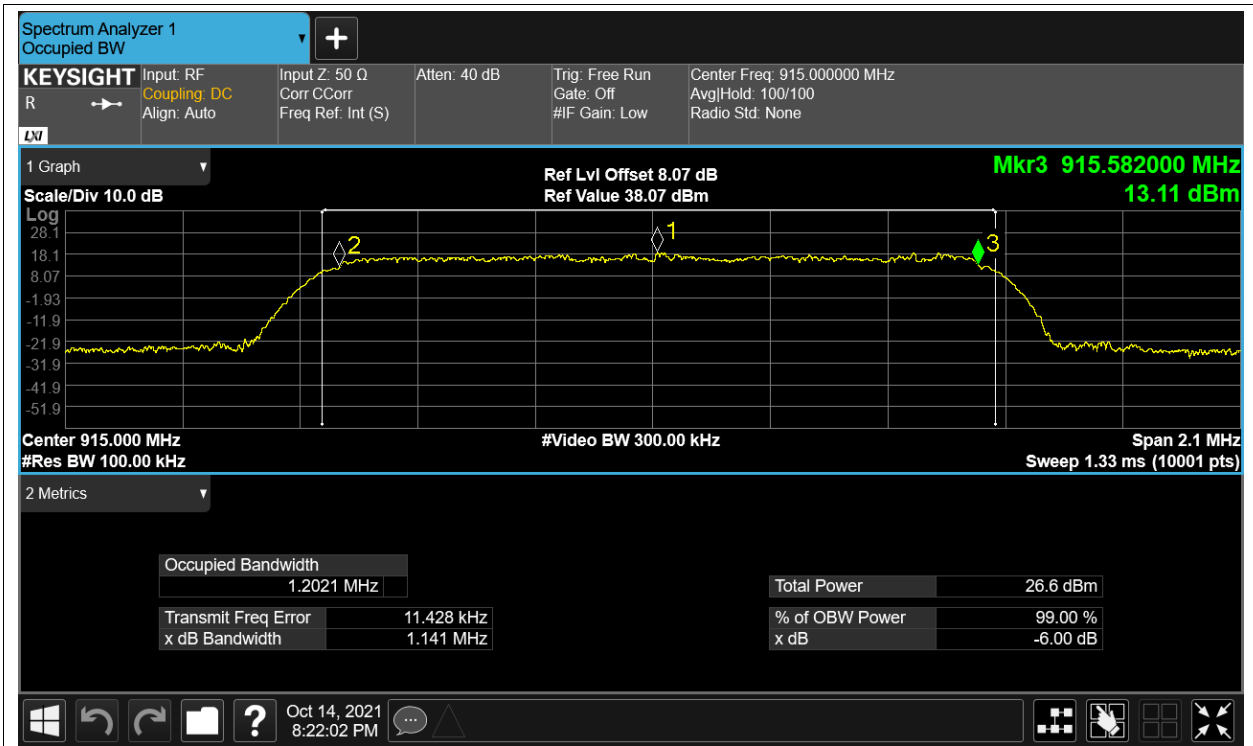 Spectrum Analyzer 1
Occupied BW
KEYSIGHT
R
LXI
Input: RF
Coupling: DC
Align: Auto
Input Z: 50 Ω
Corr CCorr
Freq Ref: Int (S)
Atten: 40 dB
Trig: Free Run
Gate: Off
#IF Gain: Low
Center Freq: 915.000000 MHz
Avg|Hold: 100/100
Radio Std: None
1 Graph
Scale/Div 10.0 dB
Ref Lvl Offset 8.07 dB
Ref Value 38.07 dBm
Mkr3 915.582000 MHz
13.11 dBm
Log
28.1
18.1
8.07
-1.93
-11.9
-21.9
-31.9
-41.9
-51.9
2
1
3
Center 915.000 MHz
#Res BW 100.00 kHz
#Video BW 300.00 kHz
Span 2.1 MHz
Sweep 1.33 ms (10001 pts)
2 Metrics
Occupied Bandwidth
1.2021 MHz
Transmit Freq Error 11.428 kHz
x dB Bandwidth 1.141 MHz
Total Power 26.6 dBm
% of OBW Power 99.00 %
x dB -6.00 dB
?
Oct 14, 2021
8:22:02 PM